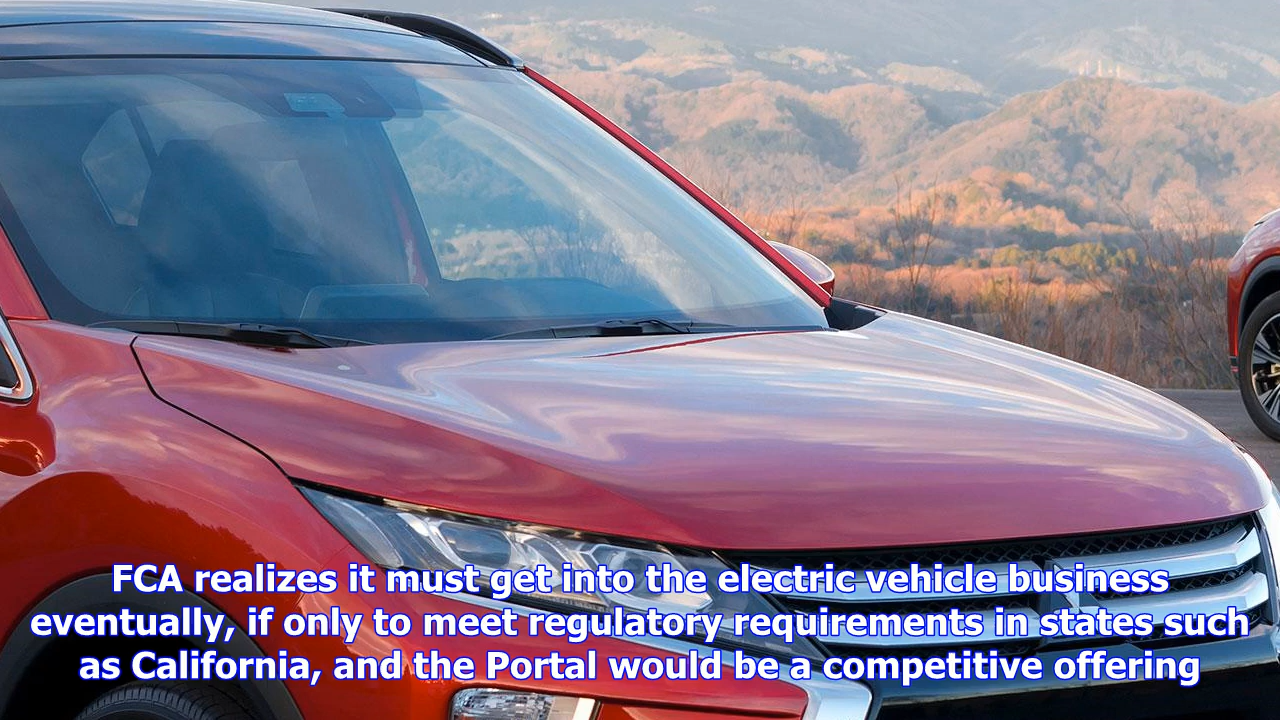 FCA realizes it must get into the electric vehicle business
eventually, if only to meet regulatory requirements in states such
as California, and the Portal would be a competitive offering